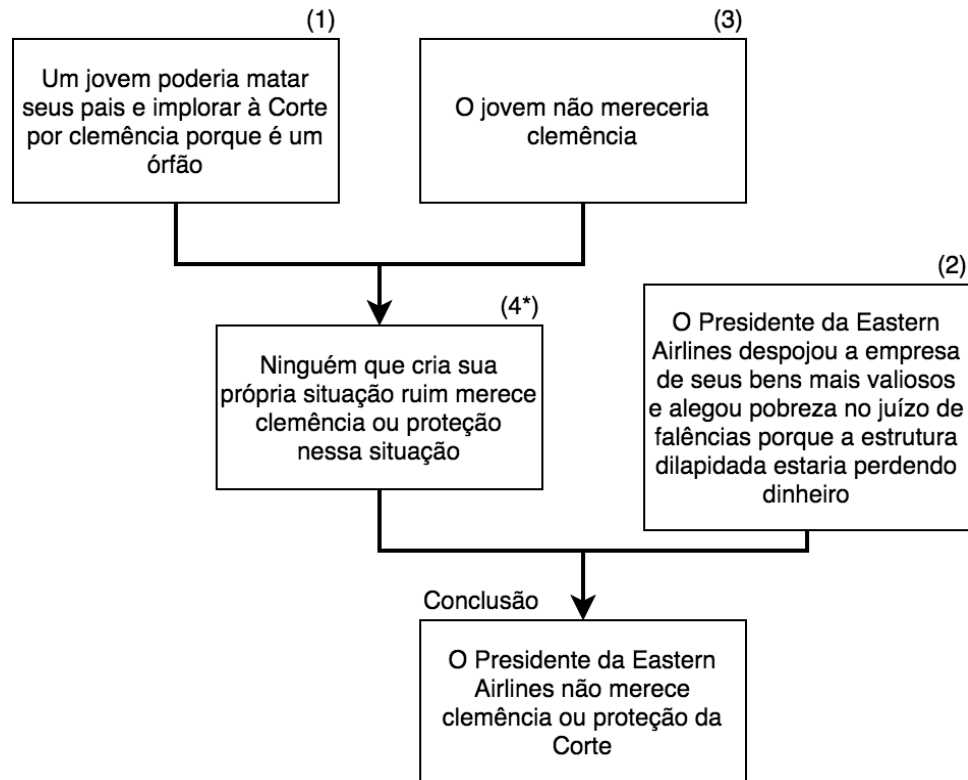 (1)
Um jovem poderia matar
seus pais e implorar à Corte
por clemência porque é um
órfão
(3)
O jovem não mereceria
clemência
(4*)
Ninguém que cria sua
própria situação ruim merece
clemência ou proteção
nessa situação
(2)
O Presidente da Eastern
Airlines despojou a empresa
de seus bens mais valiosos
e alegou pobreza no juízo de
falências porque a estrutura
dilapidada estaria perdendo
dinheiro
Conclusão
O Presidente da Eastern
Airlines não merece
clemência ou proteção da
Corte